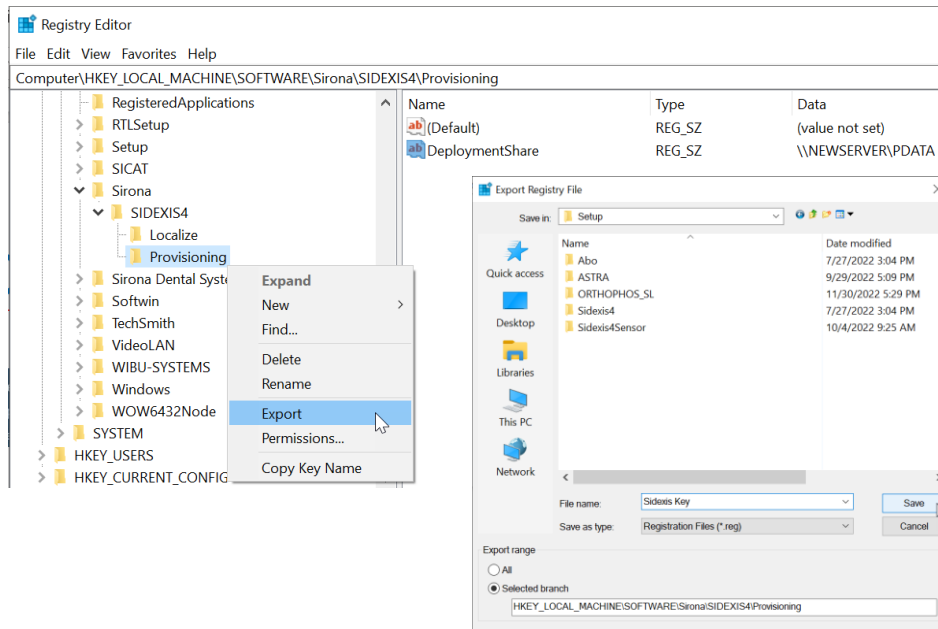 Registry Editor
File Edit View Favorites Help
Computer\HKEY_LOCAL_MACHINE\SOFTWARE\Sirona\SIDEXIS4\Provisioning
RegisteredApplications
RTLSetup
Setup
SICAT
Sirona
SIDEXIS4
Localize
Provisioning
Sirona Dental Syste
Softwin
TechSmith
VideoLAN
WIBU-SYSTEMS
Windows
WOW6432Node
SYSTEM
HKEY_USERS
HKEY_CURRENT_CONFIG
Expand
New
Find...
Delete
Rename
Export
Permissions...
Copy Key Name
Name Type Data
(Default) REG_SZ (value not set)
DeploymentShare REG_SZ \\NEWSERVER\PDATA
Export Registry File
Save in: Setup
Quick access
Desktop
Libraries
This PC
Network
Name Date modified
Abo 7/27/2022 3:04 PM
ASTRA 9/29/2022 5:09 PM
ORTHOPHOS_SL 11/30/2022 5:29 PM
Sidexis4 7/27/2022 3:04 PM
Sidexis4Sensor 10/4/2022 9:25 AM
File name: Sidexis Key Save
Save as type: Registration Files (*.reg) Cancel
Export range
All
Selected branch
HKEY_LOCAL_MACHINE\SOFTWARE\Sirona\SIDEXIS4\Provisioning